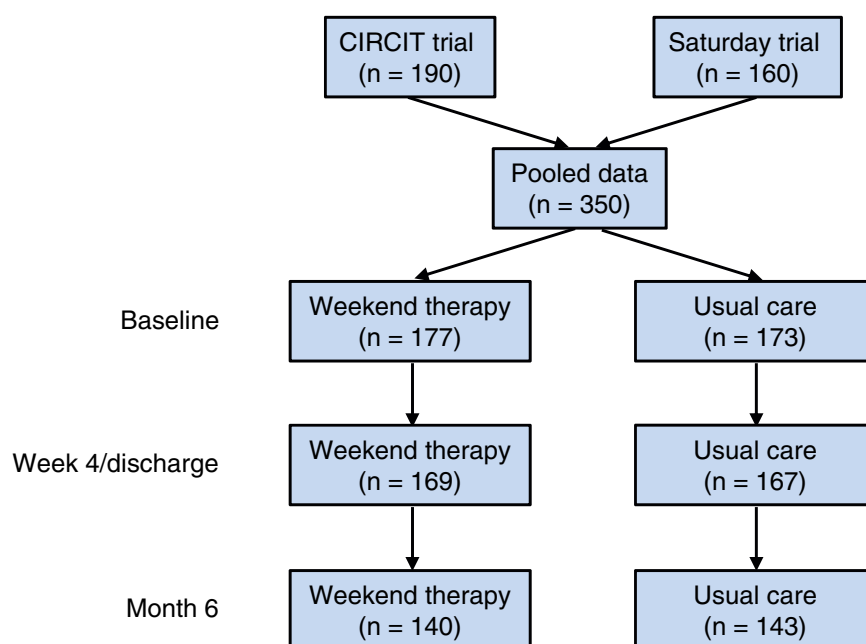 CIRCIT trial
(n = 190)
Saturday trial
(n = 160)
Pooled data
(n = 350)
Baseline
Weekend therapy
(n = 177)
Usual care
(n = 173)
Week 4/discharge
Weekend therapy
(n = 169)
Usual care
(n = 167)
Month 6
Weekend therapy
(n = 140)
Usual care
(n = 143)